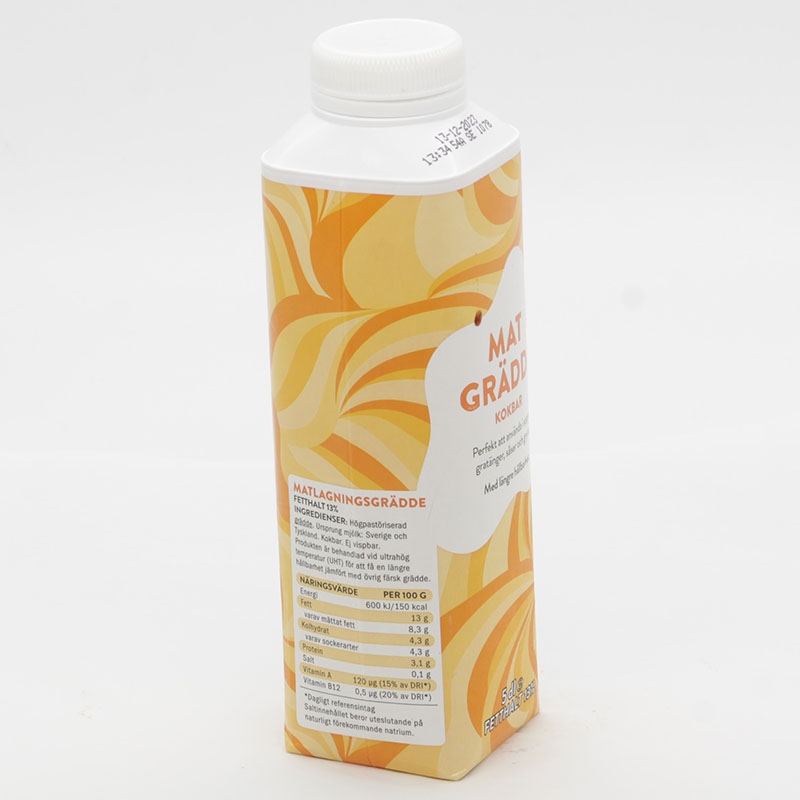 13-12-2023
13:34 54A SE 1078
MAT
GRÄDD
KOKBAR
Perfekt att använda
gratänger, såser och
Med längre
MATLAGNINGSGRÄDDE
FETTHALT 13%
INGREDIENSER: Högpastöriserad
grädde. Ursprung mjölk: Sverige och
Tyskland. Kokbar. Ej vispbar.
Produkten är behandlad vid ultrahög
temperatur (UHT) för att få en längre
hållbarhet jämfört med övrig färsk grädde.
NÄRINGSVÄRDE PER 100 G
Energi 600 kJ/150 kcal
Fett 13 g
varav mättat fett 8,3 g
Kolhydrat 4,3 g
varav sockerarter 4,3 g
Protein 3,1 g
Salt 0,1 g
Vitamin A 120 µg (15% av DRI*)
Vitamin B12 0,5 µg (20% av DRI*)
*Dagligt referensintag
Saltinnehållet beror uteslutande på
naturligt förekommande natrium.
5 dl e
FETTHALT 13%